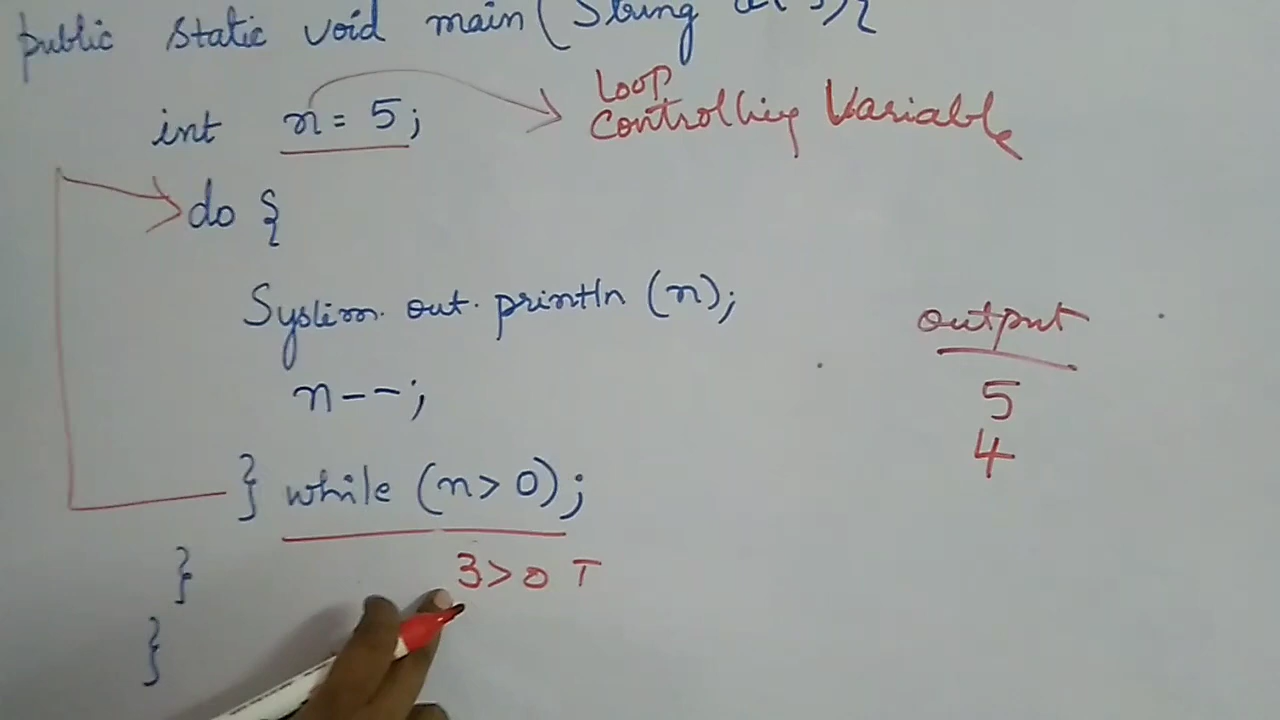 public static void main(String
int n = 5;
Loop
Controlling Variable
do {
System.out.println (n);
n--;
} while (n > 0);
3 > 0 T
}
}
output
5
4